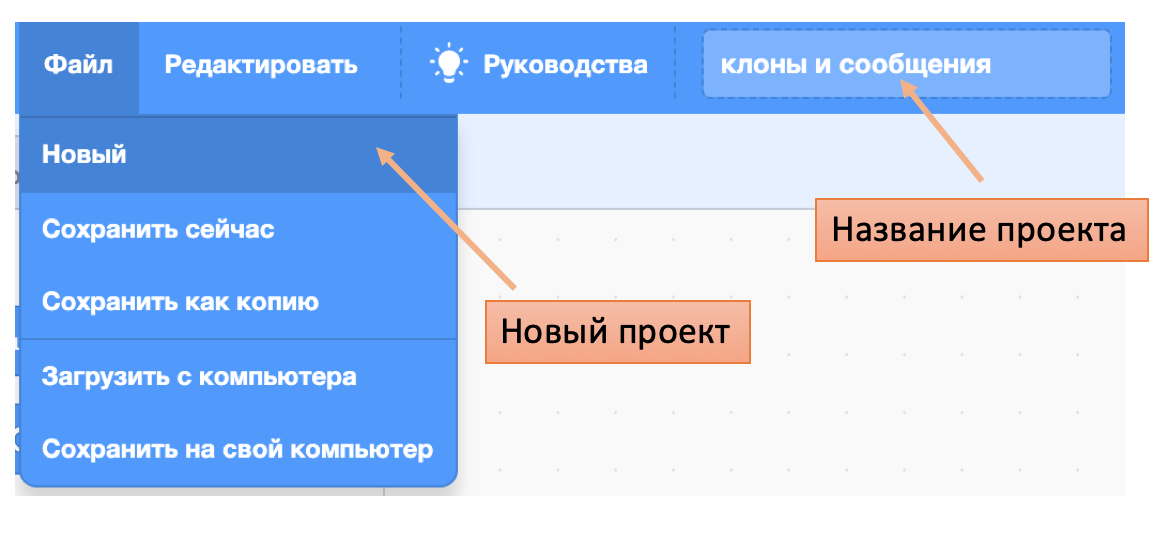 Файл
Редактировать
Руководства
клоны и сообщения
Новый
Сохранить сейчас
Название проекта
Сохранить как копию
Новый проект
Загрузить с компьютера
Сохранить на свой компьютер